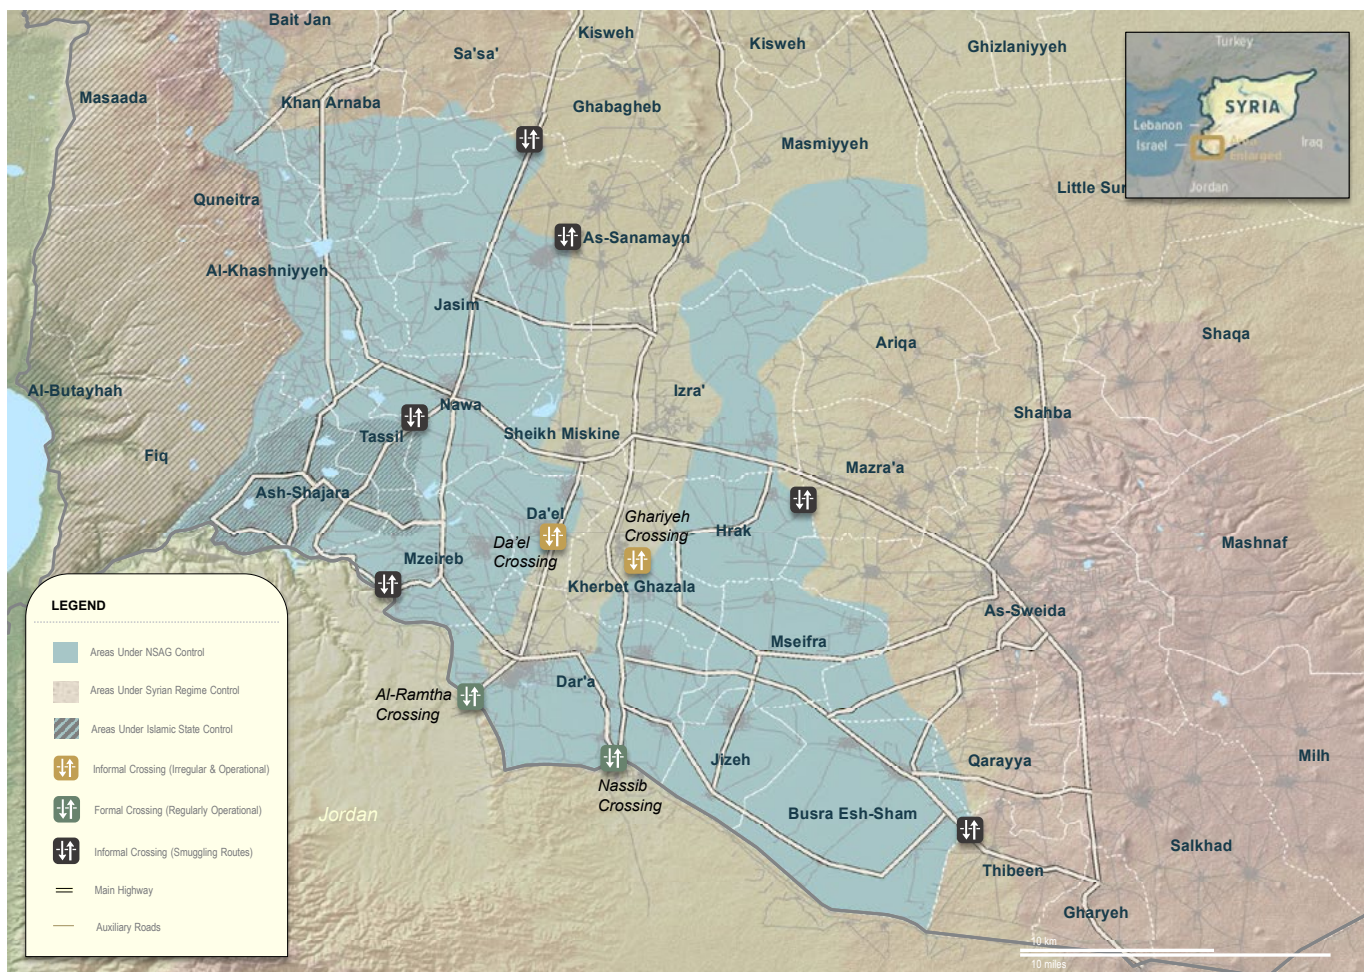 Bait Jan
Kisweh
Kisweh
Sa'sa'
Ghizlaniyyeh
Turkey
Masaada
Khan Arnaba
Ghabagheb
SYRIA
Lebanon
Israel
Iraq
Area
Enlarged
Jordan
Masmiyyeh
Little Sur
Quneitra
As-Sanamayn
Al-Khashniyyeh
Jasim
Shaqa
Ariqa
Al-Butayhah
Izra'
Nawa
Shahba
Tassil
Sheikh Miskine
Fiq
Mazra'a
Ash-Shajara
Da'el
Ghariyeh
Crossing
Hrak
Da'el
Crossing
Mashnaf
Mzeireb
Kherbet Ghazala
As-Sweida
Mseifra
Dar'a
Al-Ramtha
Crossing
Jizeh
Qarayya
Milh
Nassib
Crossing
Busra Esh-Sham
Jordan
Salkhad
Thibeen
Gharyeh
10 km
10 miles
LEGEND
Areas Under NSAG Control
Areas Under Syrian Regime Control
Areas Under Islamic State Control
Informal Crossing (Irregular & Operational)
Formal Crossing (Regularly Operational)
Informal Crossing (Smuggling Routes)
Main Highway
Auxiliary Roads